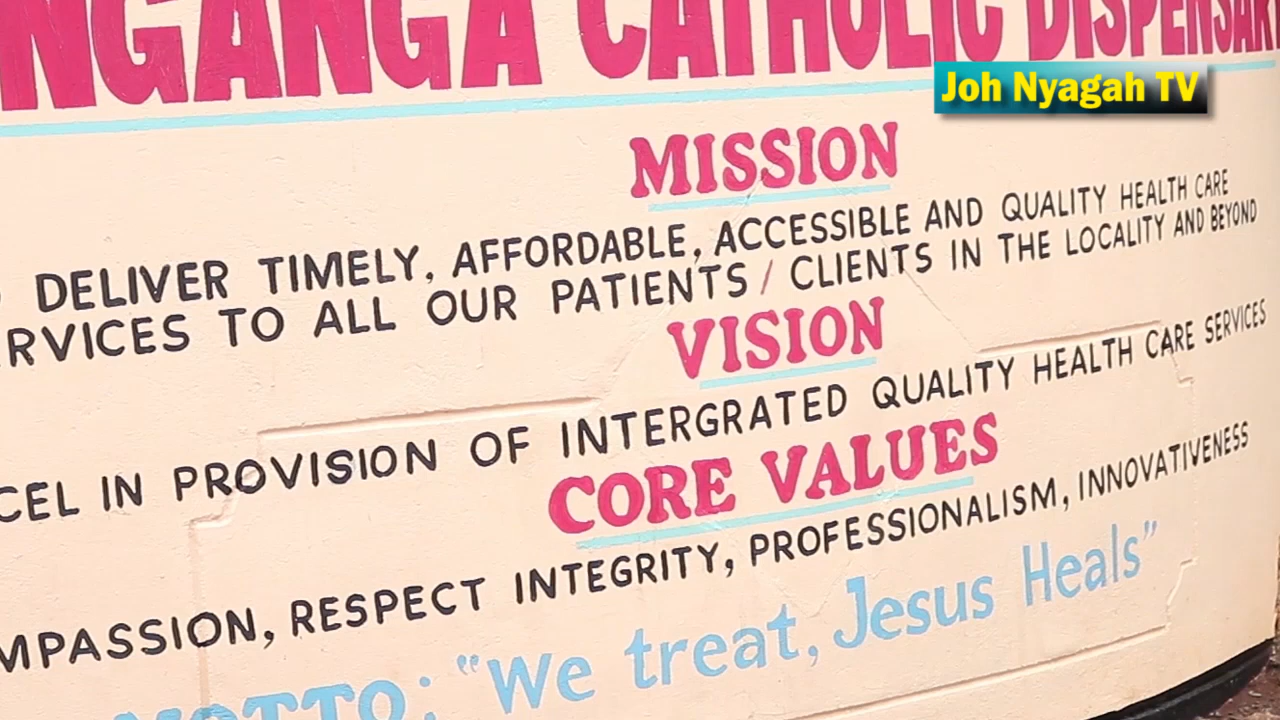 NGANGA CATHOLIC DISPENSAR
Joh Nyagah TV
MISSION
DELIVER TIMELY, AFFORDABLE, ACCESSIBLE AND QUALITY HEALTH CARE
RVICES TO ALL OUR PATIENTS / CLIENTS IN THE LOCALITY AND BEYOND
VISION
CEL IN PROVISION OF INTERGRATED QUALITY HEALTH CARE SERVICES
CORE VALUES
MPASSION, RESPECT INTEGRITY, PROFESSIONALISM, INNOVATIVENESS
MOTTO: "We treat, Jesus Heals"